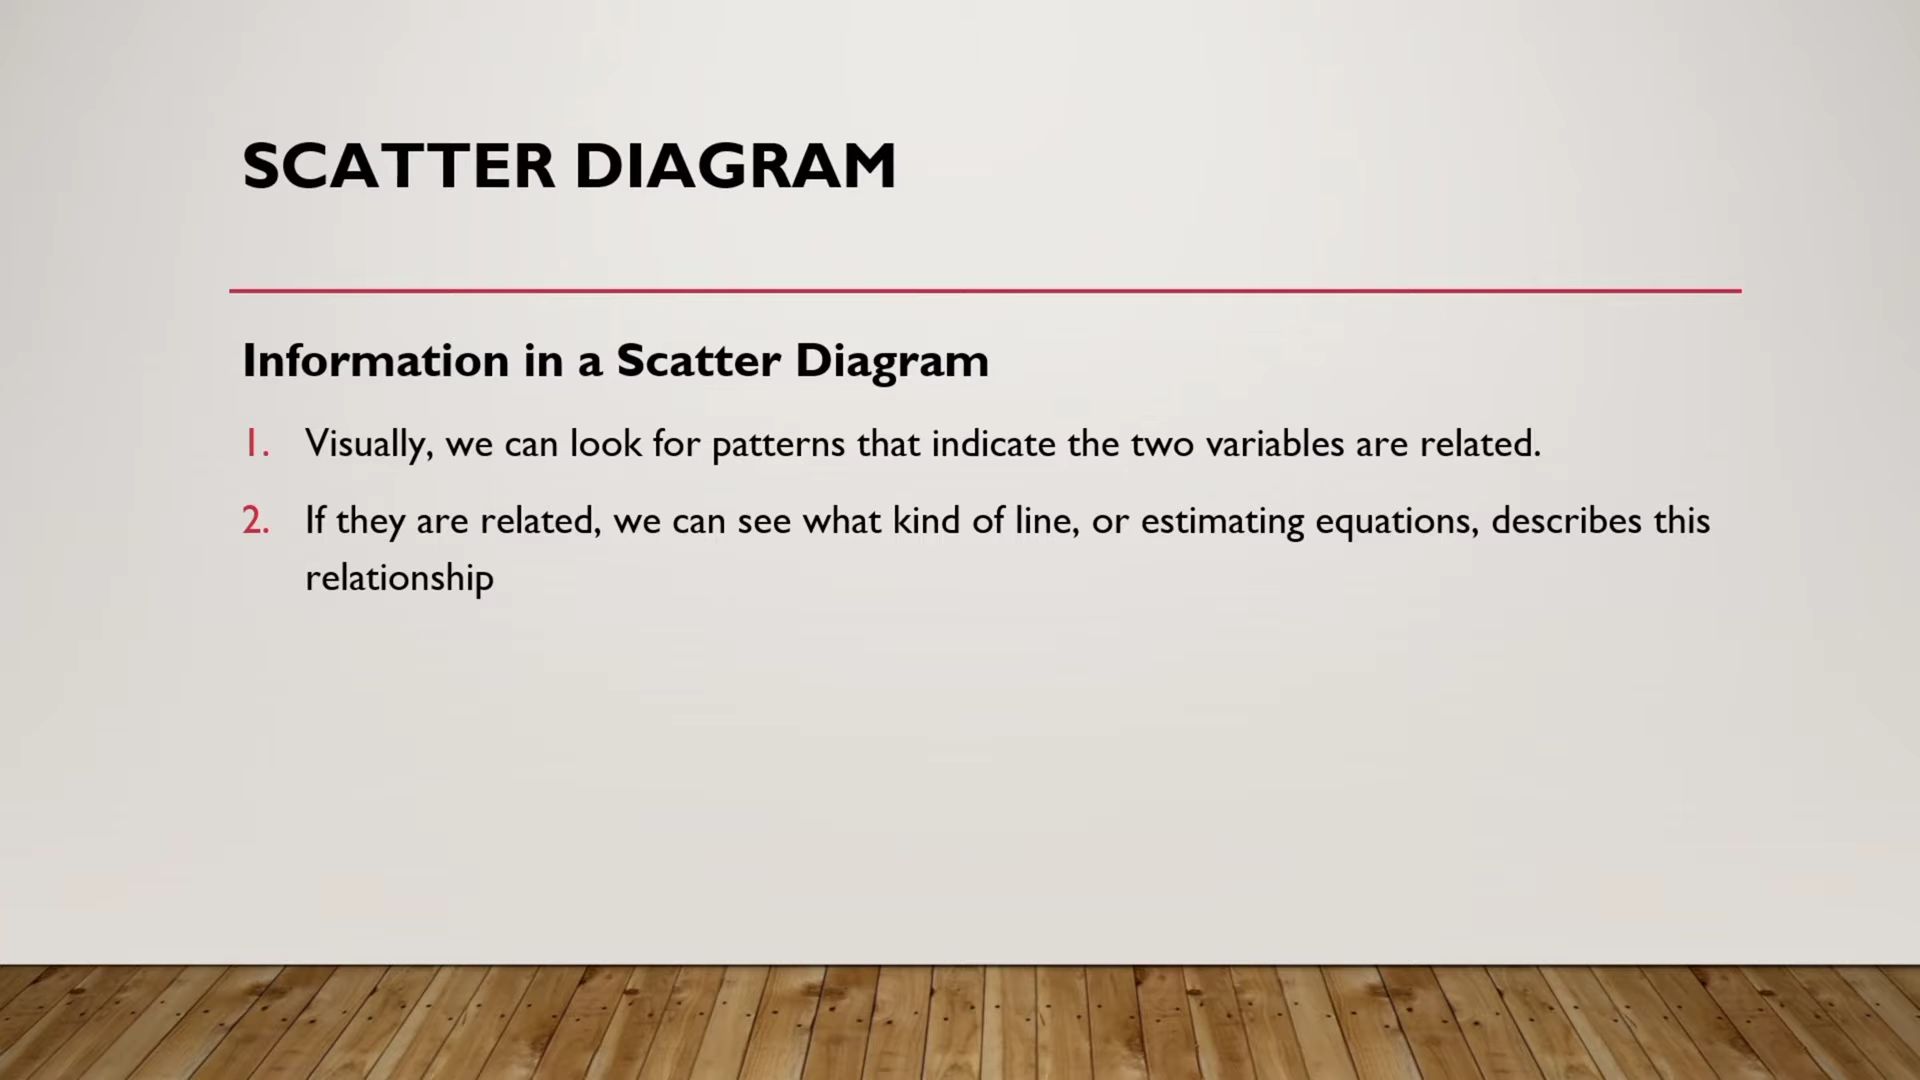 SCATTER DIAGRAM
Information in a Scatter Diagram
1. Visually, we can look for patterns that indicate the two variables are related.
2. If they are related, we can see what kind of line, or estimating equations, describes this
relationship